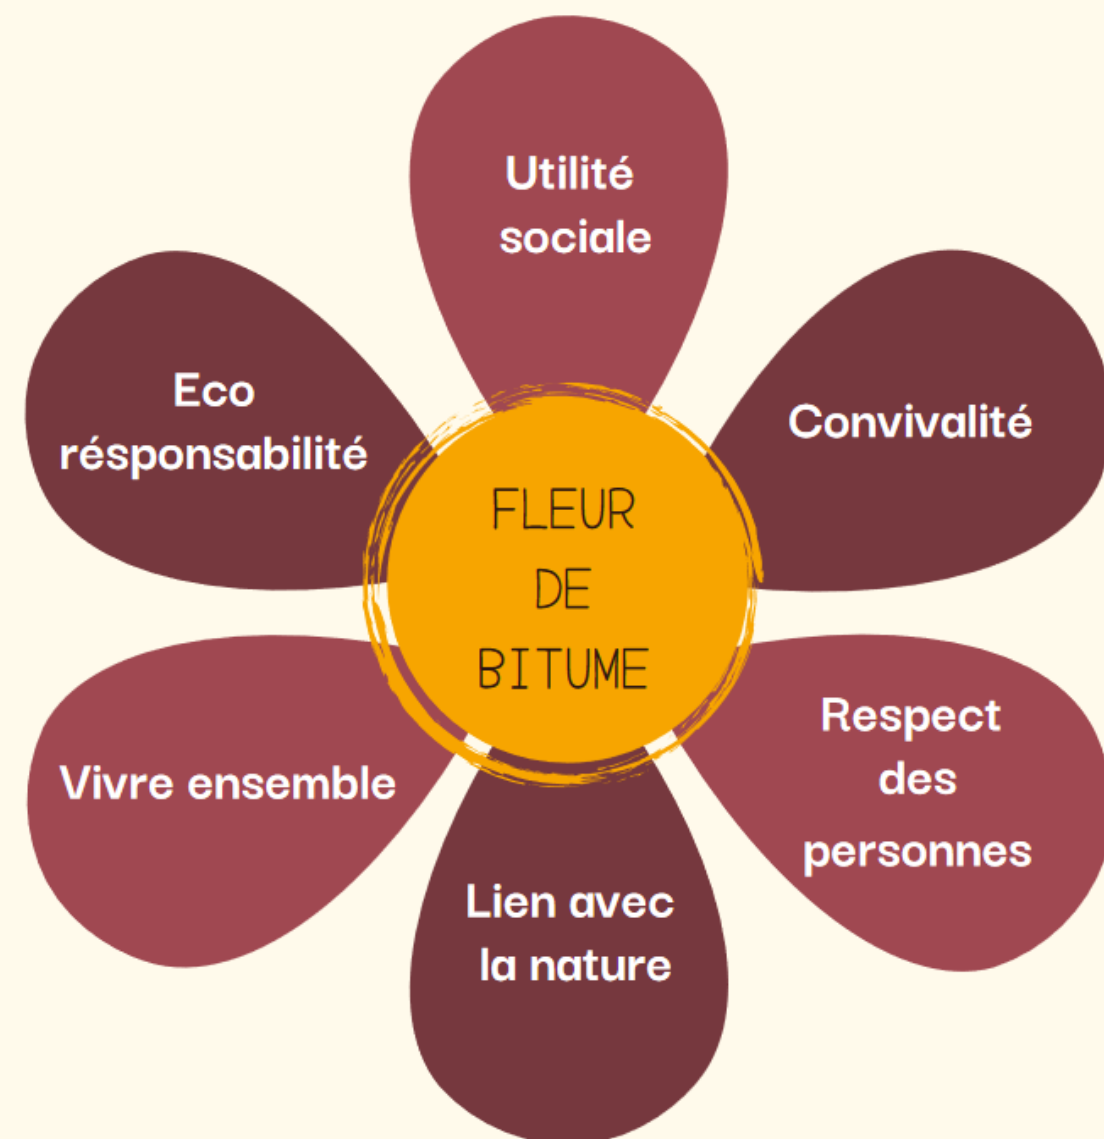 Utilité
sociale
Eco
résponsabilité
Convivalité
FLEUR
DE
BITUME
Vivre ensemble
Respect
des
personnes
Lien avec
la nature